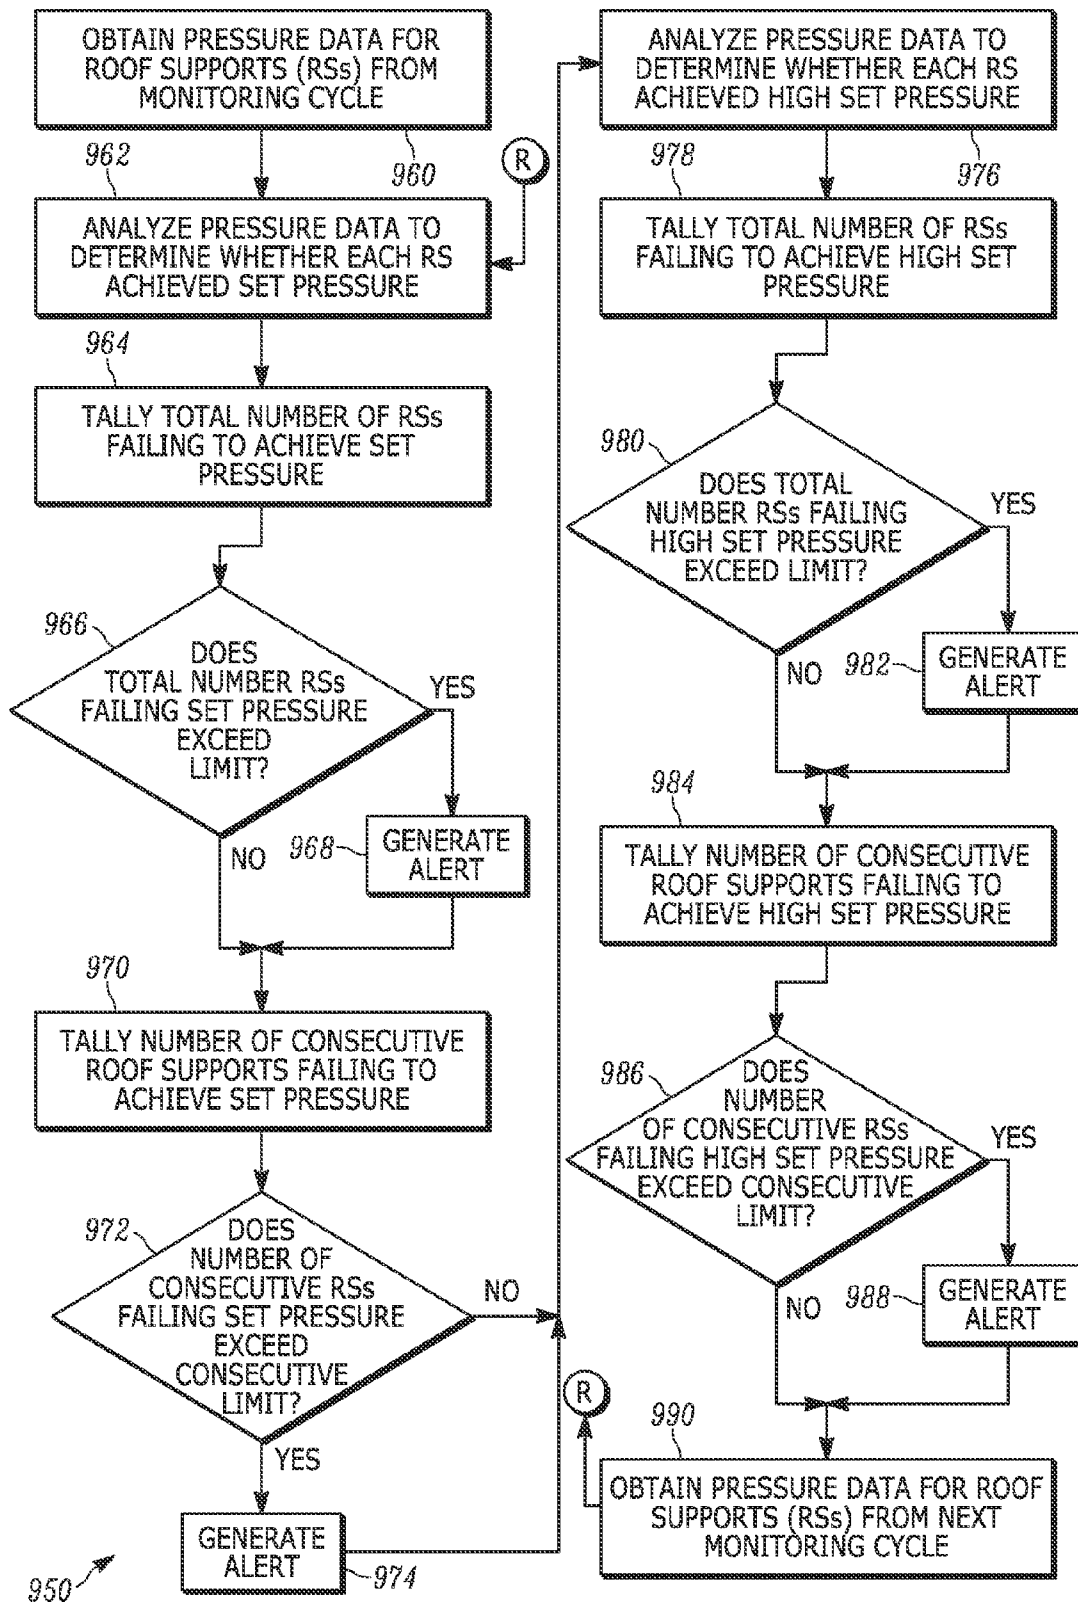 OBTAIN PRESSURE DATA FOR
ROOF SUPPORTS (RSs) FROM
MONITORING CYCLE
960
962
R
ANALYZE PRESSURE DATA TO
DETERMINE WHETHER EACH RS
ACHIEVED SET PRESSURE
964
TALLY TOTAL NUMBER OF RSs
FAILING TO ACHIEVE SET
PRESSURE
966
DOES
TOTAL NUMBER RSs
FAILING SET PRESSURE
EXCEED
LIMIT?
YES
NO
968
GENERATE
ALERT
970
TALLY NUMBER OF CONSECUTIVE
ROOF SUPPORTS FAILING TO
ACHIEVE SET PRESSURE
972
DOES
NUMBER OF
CONSECUTIVE RSs
FAILING SET PRESSURE
EXCEED
CONSECUTIVE
LIMIT?
NO
YES
GENERATE
ALERT
974
950
ANALYZE PRESSURE DATA TO
DETERMINE WHETHER EACH RS
ACHIEVED HIGH SET PRESSURE
976
978
TALLY TOTAL NUMBER OF RSs
FAILING TO ACHIEVE HIGH SET
PRESSURE
980
DOES TOTAL
NUMBER RSs FAILING
HIGH SET PRESSURE
EXCEED LIMIT?
YES
NO
982
GENERATE
ALERT
984
TALLY NUMBER OF CONSECUTIVE
ROOF SUPPORTS FAILING TO
ACHIEVE HIGH SET PRESSURE
986
DOES
NUMBER
OF CONSECUTIVE RSs
FAILING HIGH SET PRESSURE
EXCEED CONSECUTIVE
LIMIT?
YES
NO
988
GENERATE
ALERT
R
990
OBTAIN PRESSURE DATA FOR ROOF
SUPPORTS (RSs) FROM NEXT
MONITORING CYCLE